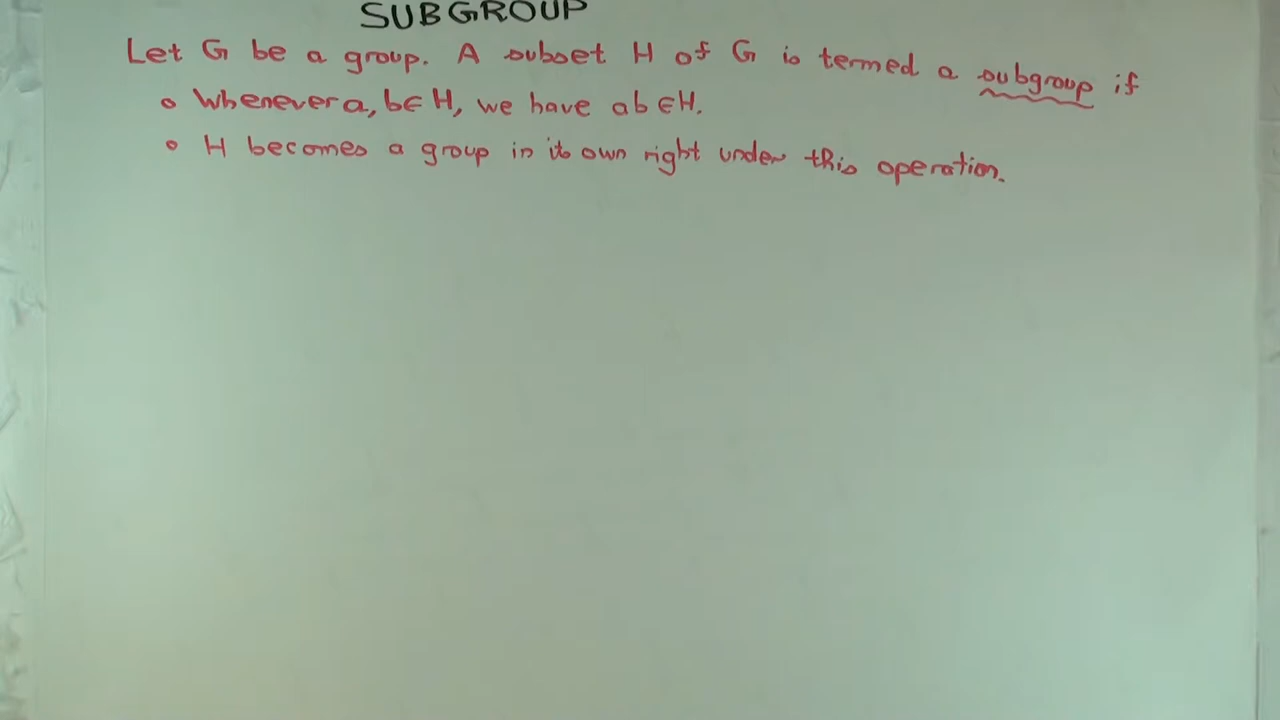 SUBGROUP
Let G be a group. A subset H of G is termed a subgroup if
o Whenever a, b ∈ H, we have ab ∈ H.
o H becomes a group in its own right under this operation.